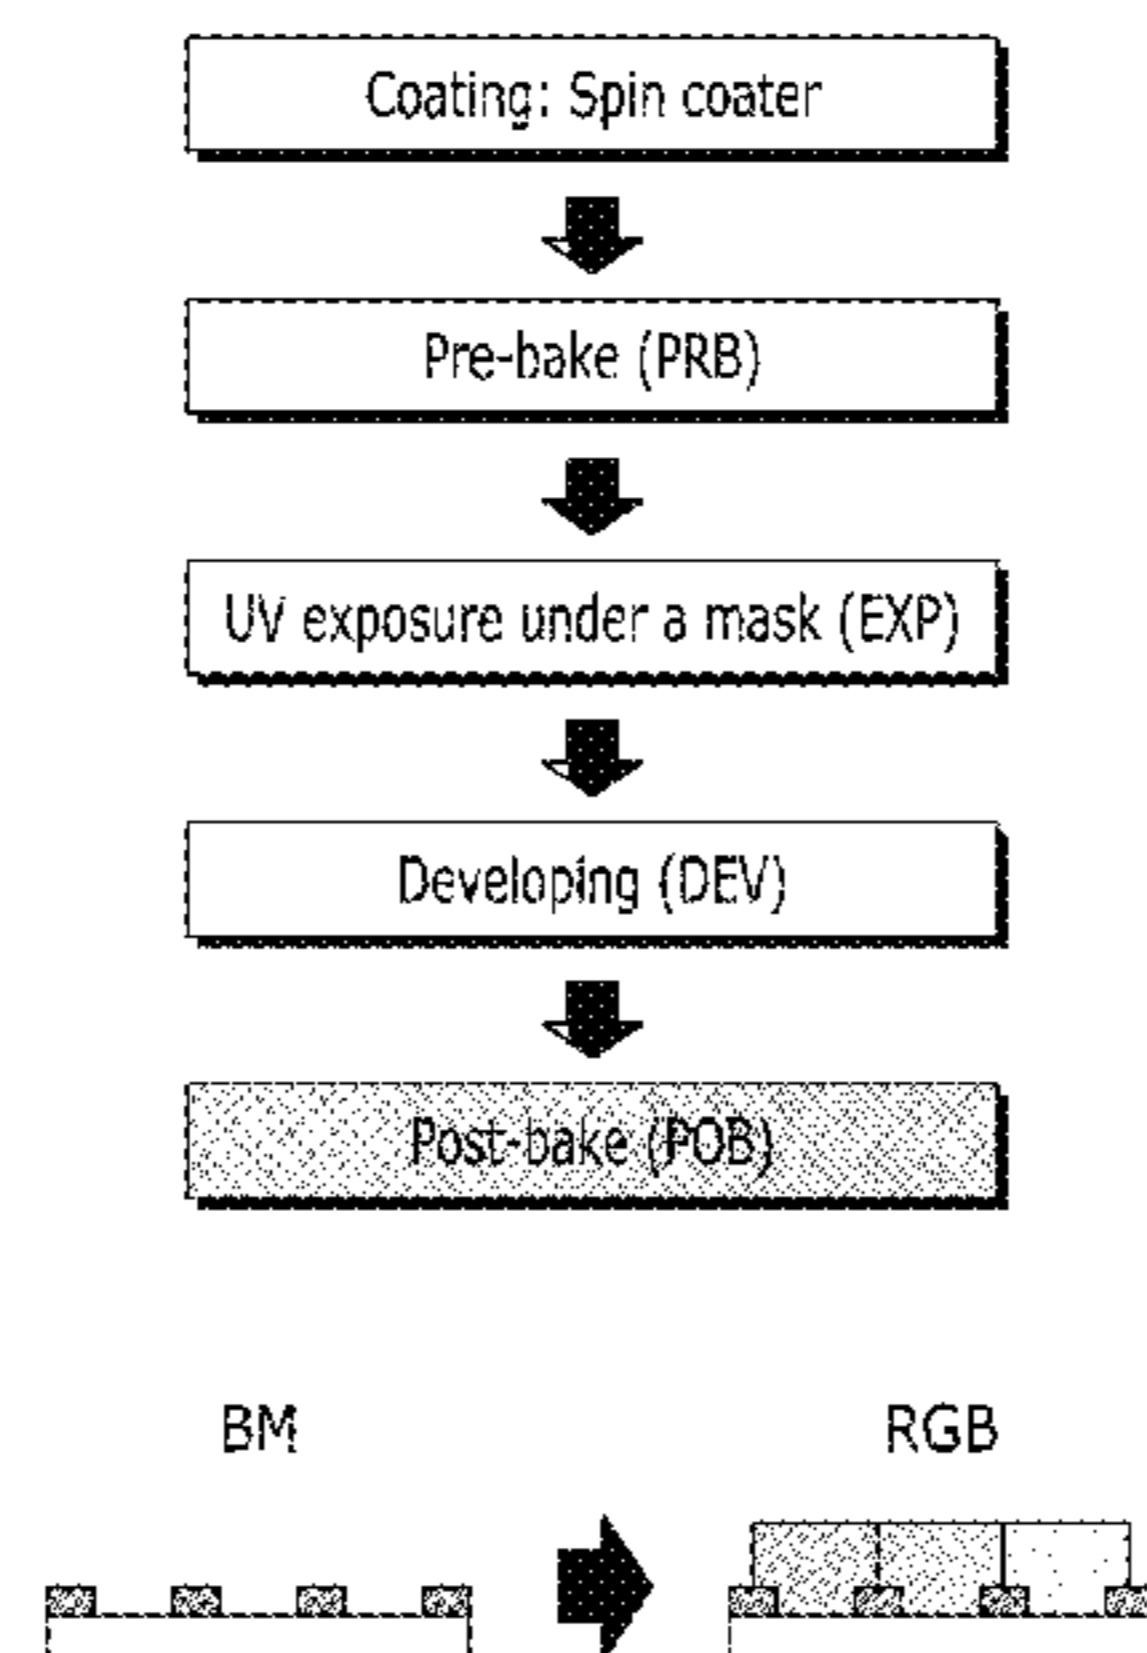 Coating: Spin coater
Pre-bake (PRB)
UV exposure under a mask (EXP)
Developing (DEV)
Post-bake (POB)
BM
RGB